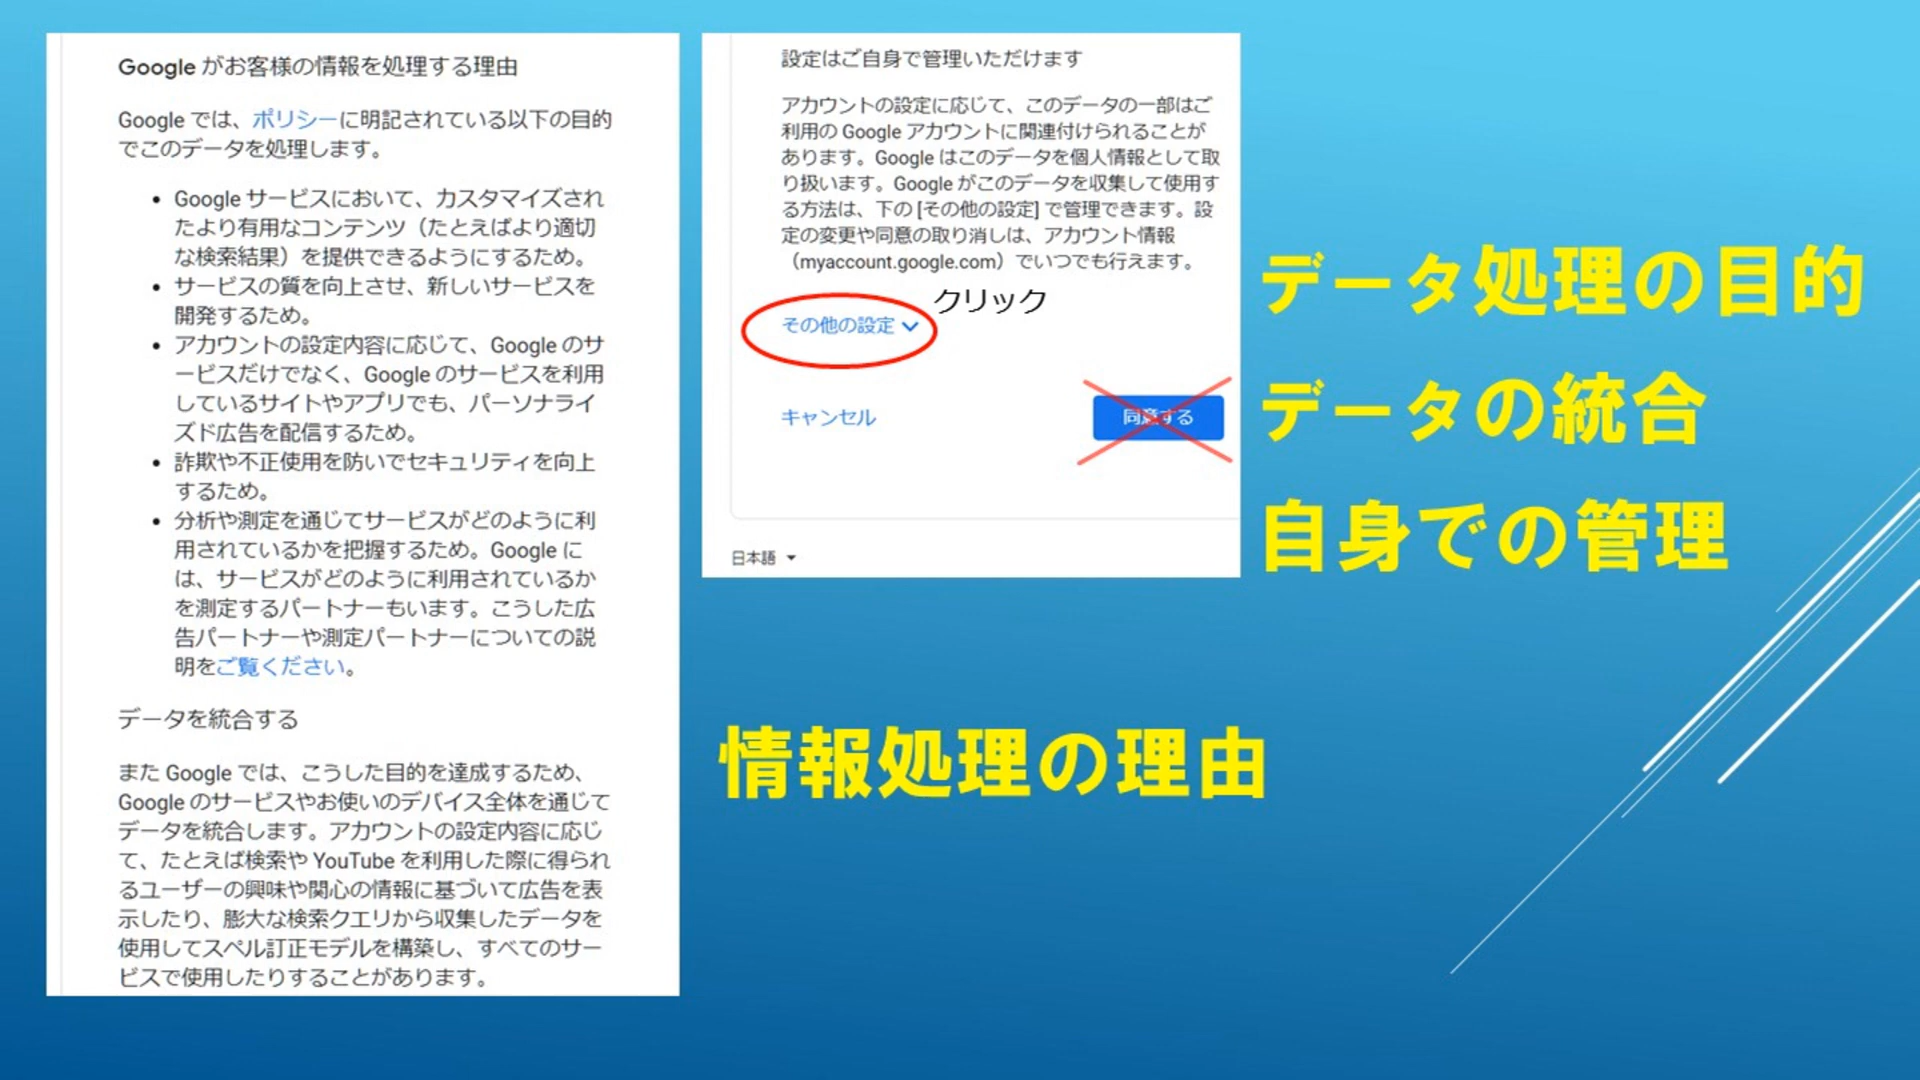 Google がお客様の情報を処理する理由
Google では、ポリシーに明記されている以下の目的
でこのデータを処理します。
• Google サービスにおいて、カスタマイズされ
たより有用なコンテンツ（たとえばより適切
な検索結果）を提供できるようにするため。
• サービスの質を向上させ、新しいサービスを
開発するため。
• アカウントの設定内容に応じて、Google のサ
ービスだけでなく、Google のサービスを利用
しているサイトやアプリでも、パーソナライ
ズド広告を配信するため。
• 詐欺や不正使用を防いでセキュリティを向上
するため。
• 分析や測定を通じてサービスがどのように利
用されているかを把握するため。Google に
は、サービスがどのように利用されているか
を測定するパートナーもいます。こうした広
告パートナーや測定パートナーについての説
明をご覧ください。
データを統合する
また Google では、こうした目的を達成するため、
Google のサービスやお使いのデバイス全体を通じて
データを統合します。アカウントの設定内容に応じ
て、たとえば検索や YouTube を利用した際に得られ
るユーザーの興味や関心の情報に基づいて広告を表
示したり、膨大な検索クエリから収集したデータを
使用してスペル訂正モデルを構築し、すべてのサー
ビスで使用したりすることがあります。
設定はご自身で管理いただけます
アカウントの設定に応じて、このデータの一部はご
利用の Google アカウントに関連付けられることが
あります。Google はこのデータを個人情報として取
り扱います。Google がこのデータを収集して使用す
る方法は、下の [その他の設定] で管理できます。設
定の変更や同意の取り消しは、アカウント情報
（myaccount.google.com）でいつでも行えます。
クリック
その他の設定
キャンセル
同意する
日本語
データ処理の目的
データの統合
自身での管理
情報処理の理由